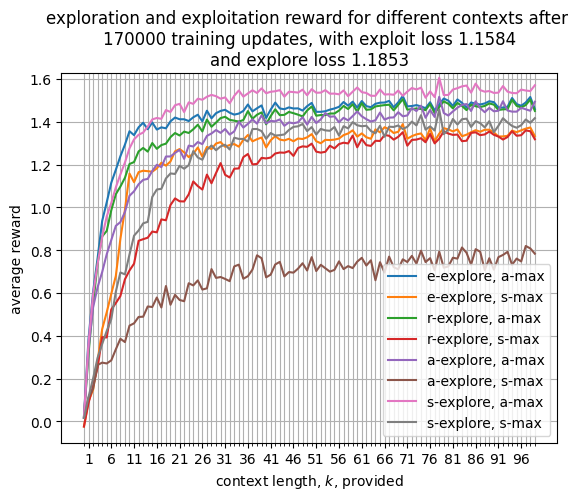 exploration and exploitation reward for different contexts after
170000 training updates, with exploit loss 1.1584
and explore loss 1.1853
1.6
1.4
1.2
1.0
0.8
0.6
0.4
0.2
0.0
average reward
e-explore, a-max
e-explore, s-max
r-explore, a-max
r-explore, s-max
a-explore, a-max
a-explore, s-max
s-explore, a-max
s-explore, s-max
1 6 11 16 21 26 31 36 41 46 51 56 61 66 71 76 81 86 91 96
context length, k, provided